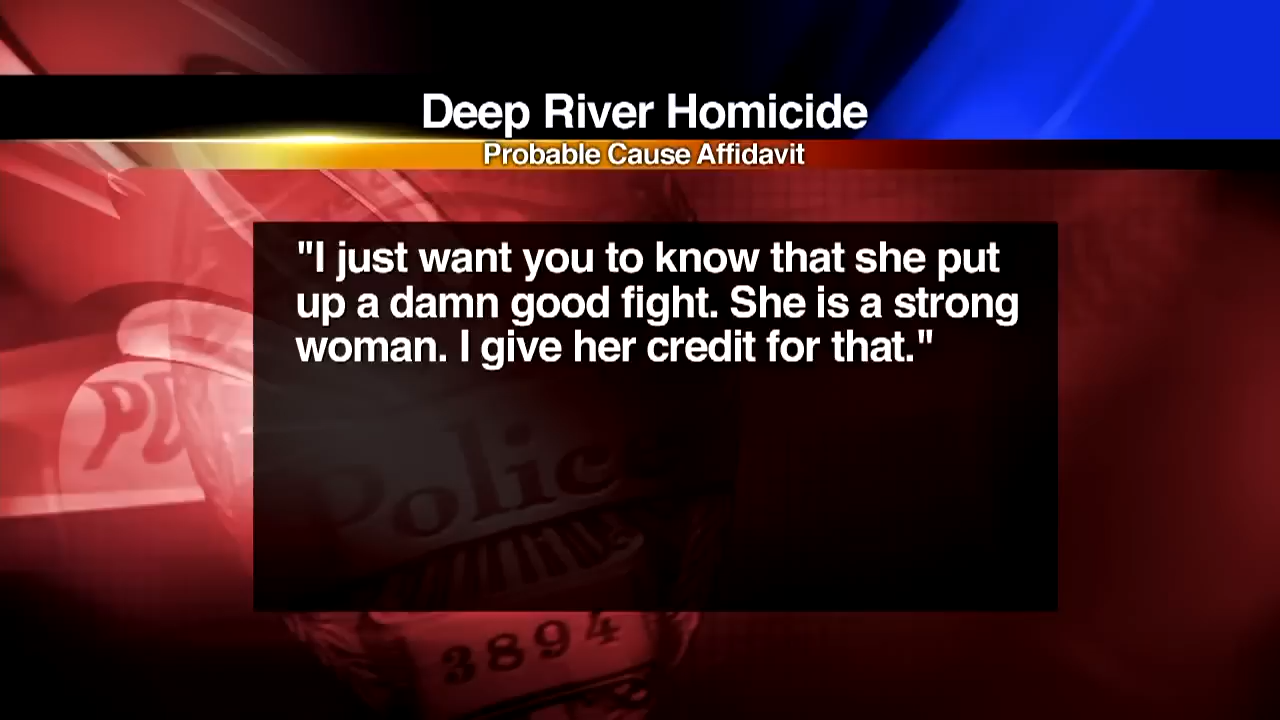 Deep River Homicide
Probable Cause Affidavit
"I just want you to know that she put
up a damn good fight. She is a strong
woman. I give her credit for that."
Police
3894